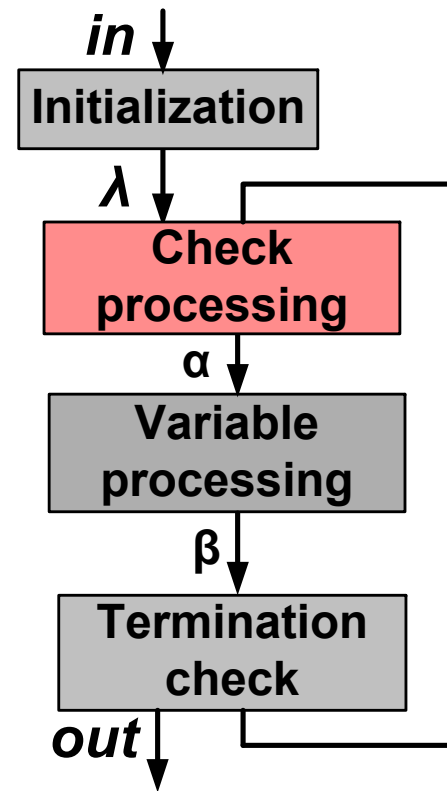 in
Initialization
λ
Check
processing
α
Variable
processing
β
Termination
check
out